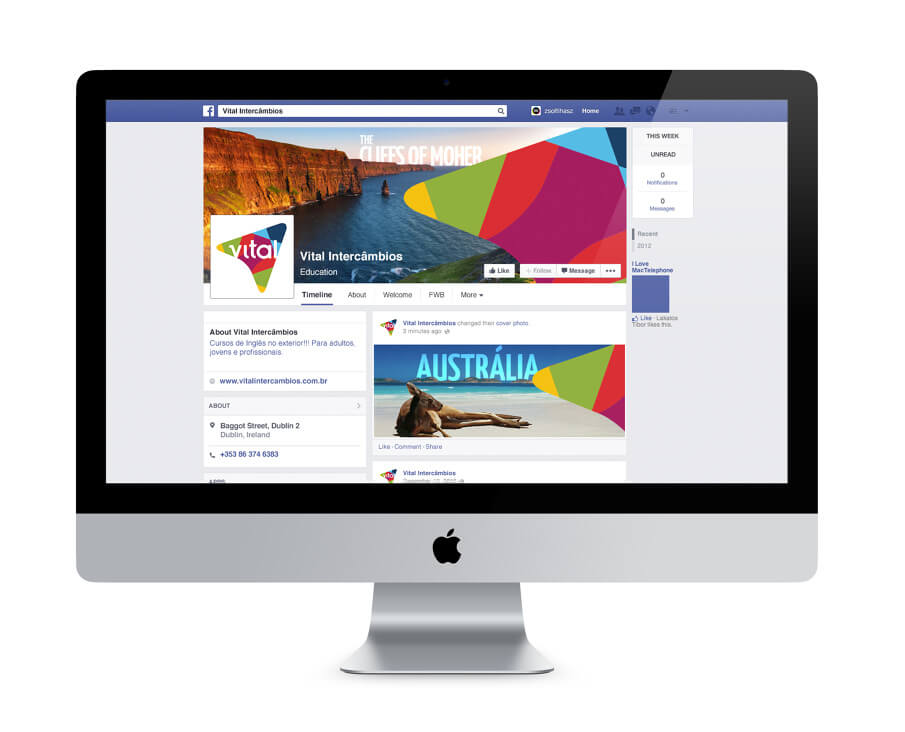 Vital Intercâmbios
zsoltihasz
Home
THE
CLIFFS OF MOHER
vital
Vital Intercâmbios
Education
Like
+ Follow
Message
Timeline
About
Welcome
FWB
More
THIS WEEK
UNREAD
0
Notifications
0
Messages
Recent
2012
I Love
MacTelephone
Like · Lakatos
Tibor likes this.
About Vital Intercâmbios
Cursos de Inglês no exterior!!! Para adultos,
jovens e profissionais.
www.vitalintercambios.com.br
ABOUT
Baggot Street, Dublin 2
Dublin, Ireland
+353 86 374 6383
APPS
vital
Vital Intercâmbios changed their cover photo.
3 minutes ago
AUSTRÁLIA
Like · Comment · Share
vital
Vital Intercâmbios